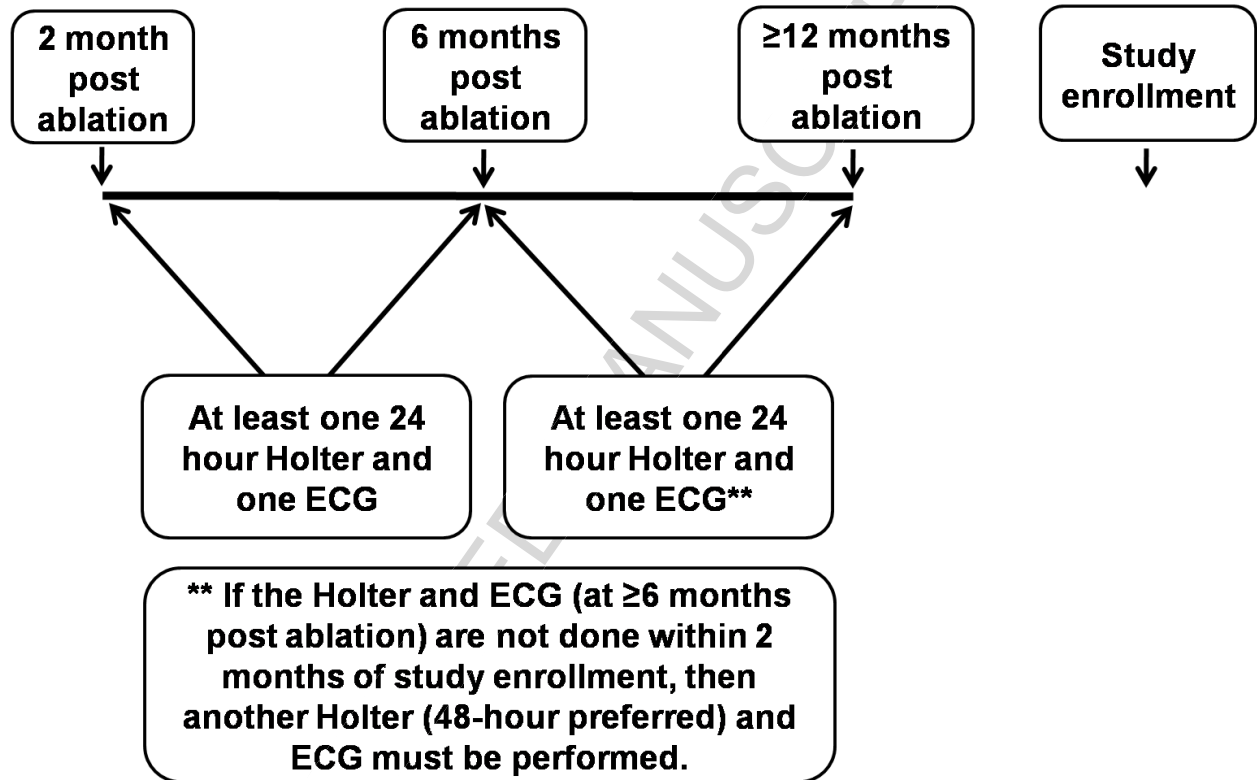 2 month
post
ablation
6 months
post
ablation
≥12 months
post
ablation
Study
enrollment
At least one 24
hour Holter and
one ECG
At least one 24
hour Holter and
one ECG**
** If the Holter and ECG (at ≥6 months
post ablation) are not done within 2
months of study enrollment, then
another Holter (48-hour preferred) and
ECG must be performed.